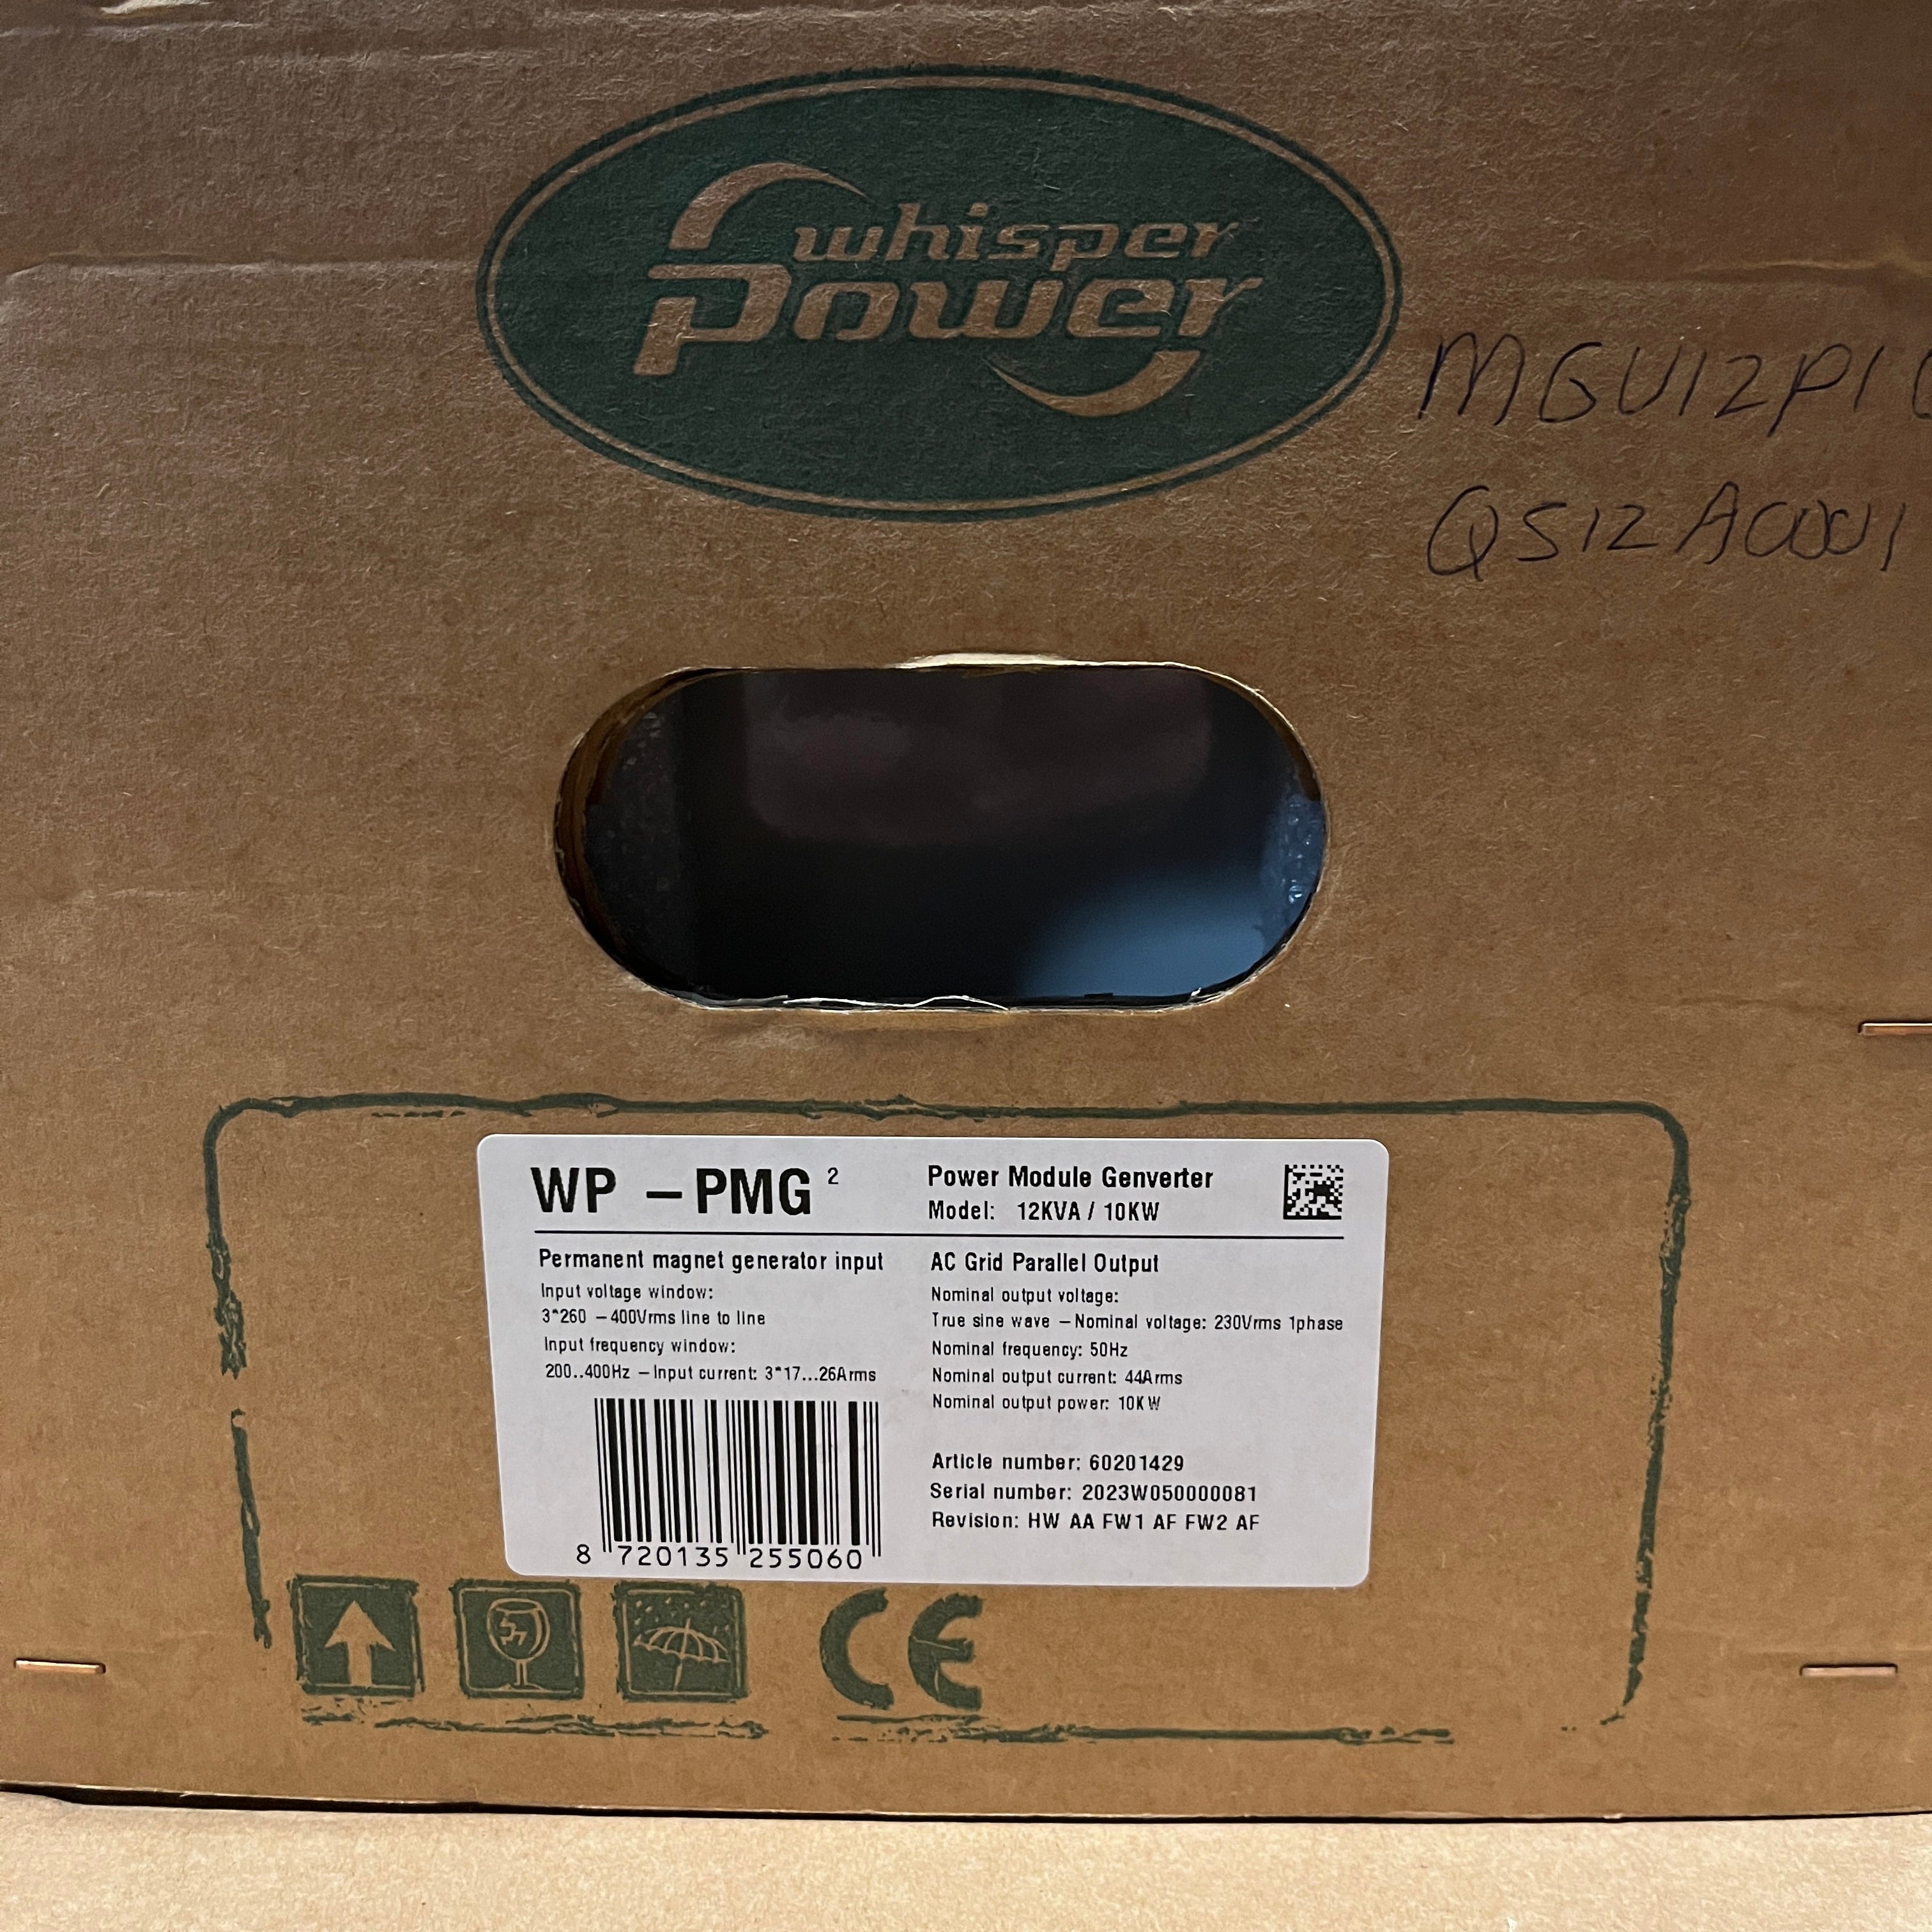 whisper
power
MGU12P1
QS12A0001
WP –PMG ²
Power Module Genverter
Model: 12KVA / 10KW
Permanent magnet generator input
Input voltage window:
3*260 –400Vrms line to line
Input frequency window:
200..400Hz –Input current: 3*17...26Arms
AC Grid Parallel Output
Nominal output voltage:
True sine wave –Nominal voltage: 230Vrms 1phase
Nominal frequency: 50Hz
Nominal output current: 44Arms
Nominal output power: 10KW
Article number: 60201429
Serial number: 2023W050000081
Revision: HW AA FW1 AF FW2 AF
8 720135 255060
CE